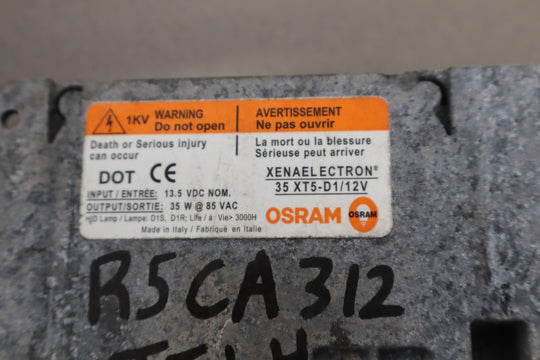 1KV WARNING
Do not open
AVERTISSEMENT
Ne pas ouvrir
Death or Serious injury
can occur
La mort ou la blessure
Sérieuse peut arriver
DOT CE
INPUT / ENTRÉE: 13.5 VDC NOM.
OUTPUT/SORTIE: 35 W @ 85 VAC
HID Lamp / Lampe: D1S, D1R; Life / à Vie> 3000H
Made in Italy / Fabriqué en Italie
XENAELECTRON®
35 XT5-D1/12V
OSRAM OSRAM
R5CA312